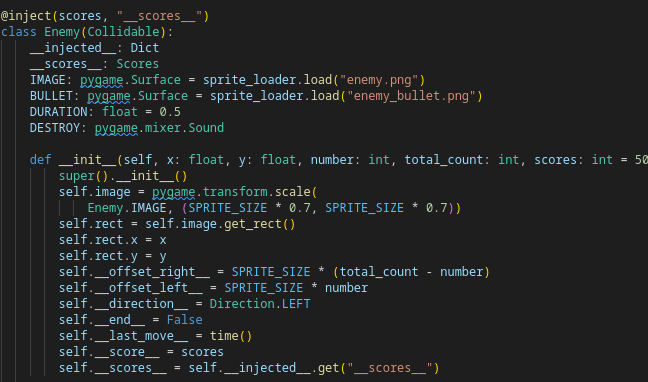 @inject(scores, "__scores__")
class Enemy(Collidable):
    __injected__: Dict
    __scores__: Scores
    IMAGE: pygame.Surface = sprite_loader.load("enemy.png")
    BULLET: pygame.Surface = sprite_loader.load("enemy_bullet.png")
    DURATION: float = 0.5
    DESTROY: pygame.mixer.Sound

    def __init__(self, x: float, y: float, number: int, total_count: int, scores: int = 50
        super().__init__()
        self.image = pygame.transform.scale(
            Enemy.IMAGE, (SPRITE_SIZE * 0.7, SPRITE_SIZE * 0.7))
        self.rect = self.image.get_rect()
        self.rect.x = x
        self.rect.y = y
        self.__offset_right__ = SPRITE_SIZE * (total_count - number)
        self.__offset_left__ = SPRITE_SIZE * number
        self.__direction__ = Direction.LEFT
        self.__end__ = False
        self.__last_move__ = time()
        self.__score__ = scores
        self.__scores__ = self.__injected__.get("__scores__")